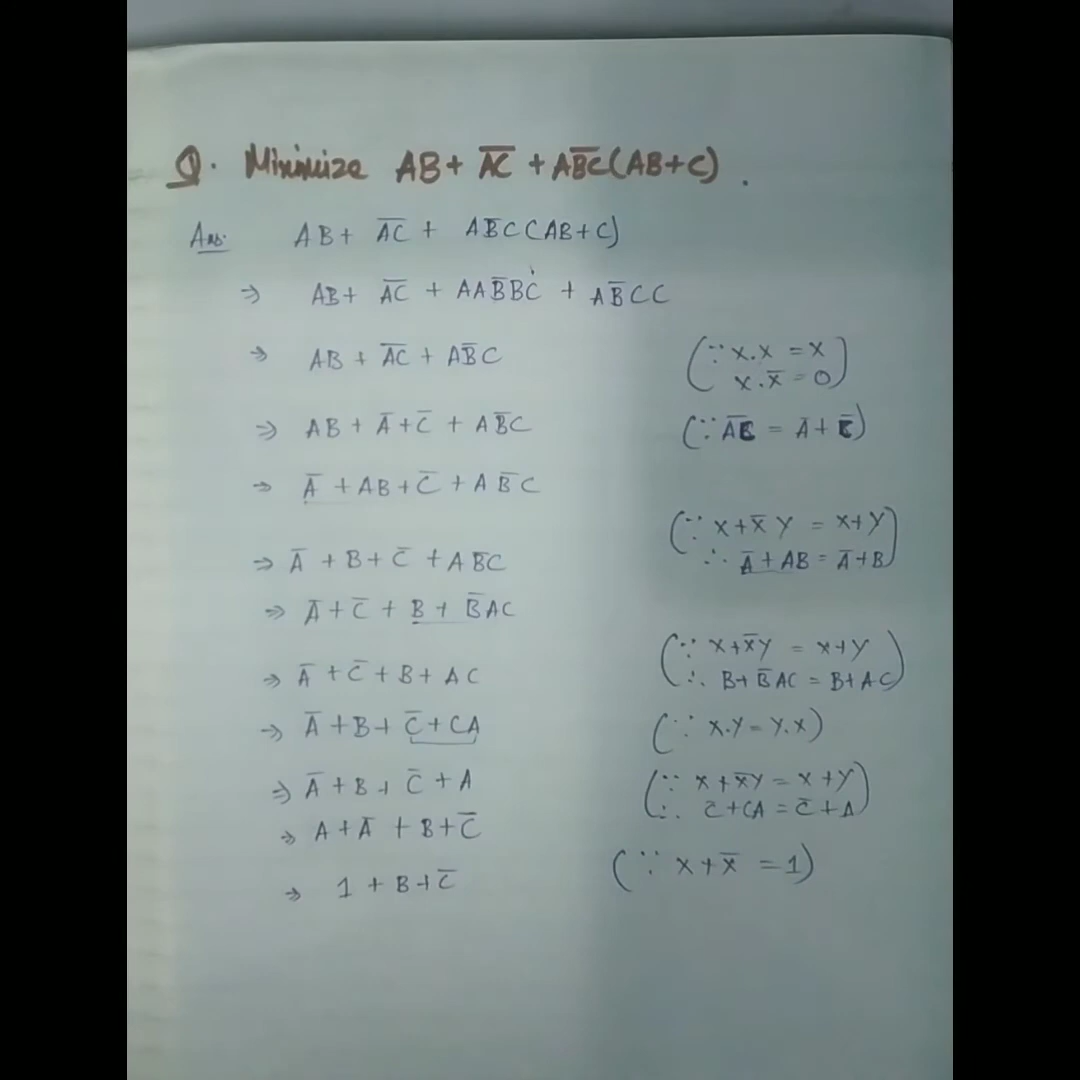 Q. Minimize AB + A̅C̅ + AB̅C(AB+C).
Ans: AB + A̅C̅ + AB̅C(AB+C)
⇒ AB + A̅C̅ + AAB̅BC + AB̅CC
⇒ AB + A̅C̅ + AB̅C (∵ X.X = X
X.X̅ = 0)
⇒ AB + A̅ + C̅ + AB̅C (∵ A̅C̅ = A̅ + C̅)
⇒ A̅ + AB + C̅ + AB̅C
⇒ A̅ + B + C̅ + AB̅C (∵ X + X̅Y = X + Y
∴ A̅ + AB = A̅ + B)
⇒ A̅ + C̅ + B + B̅AC
⇒ A̅ + C̅ + B + AC (∵ X + X̅Y = X + Y
∴ B + B̅AC = B + AC)
⇒ A̅ + B + C̅ + CA (∵ X.Y = Y.X)
⇒ A̅ + B + C̅ + A (∵ X + X̅Y = X + Y
∴ C̅ + CA = C̅ + A)
⇒ A + A̅ + B + C̅
⇒ 1 + B + C̅ (∵ X + X̅ = 1)